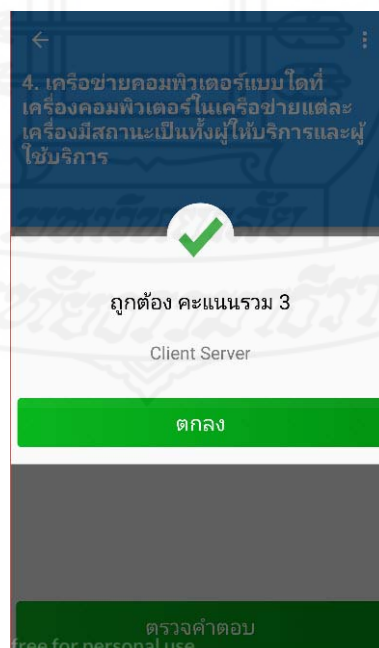 4. เครือข่ายคอมพิวเตอร์แบบใดที่
เครื่องคอมพิวเตอร์ในเครือข่ายแต่ละ
เครื่องมีสถานะเป็นทั้งผู้ให้บริการและผู้
ใช้บริการ
ถูกต้อง คะแนนรวม 3
Client Server
ตกลง
ตรวจคำตอบ
free for personal use